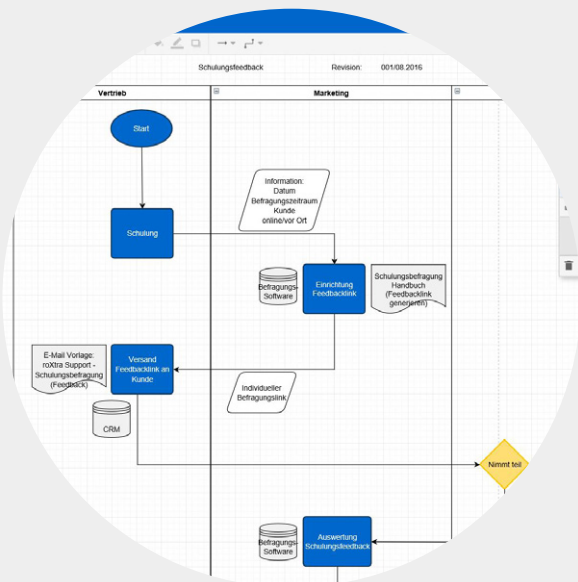 Schulungsfeedback
Revision:
001/08.2016
Vertrieb
Marketing
Start
Information:
Datum
Befragungszeitraum
Kunde
online/vor Ort
Schulung
Befragungs-
Software
Einrichtung
Feedbacklink
Schulungsbefragung
Handbuch
(Feedbacklink
generieren)
E-Mail Vorlage:
roXtra Support -
Schulungsbefragung
(Feedback)
Versand
Feedbacklink an
Kunde
Individueller
Befragungslink
CRM
Nimmt teil
Befragungs-
Software
Auswertung
Schulungsfeedback